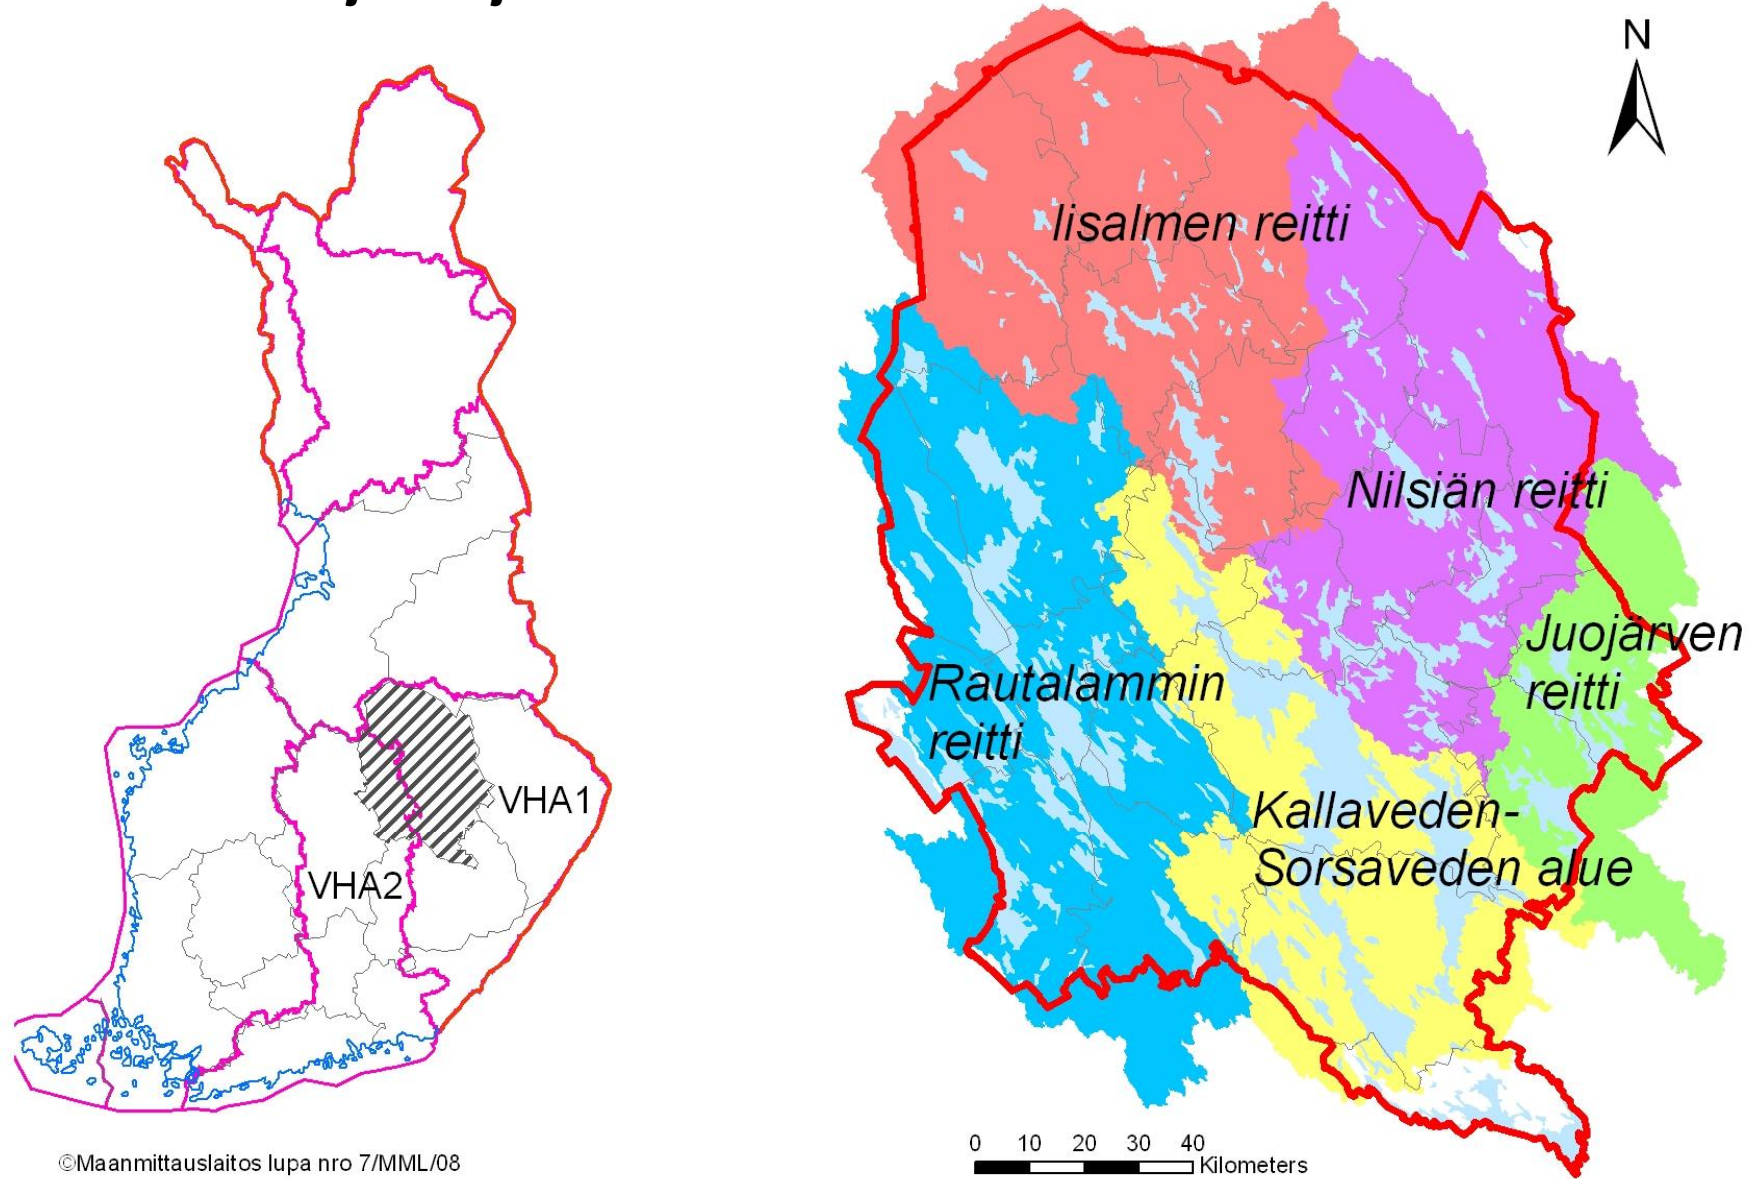 N
Iisalmen reitti
Nilsiän reitti
Juojärven
reitti
Rautalammin
reitti
Kallaveden-
Sorsaveden alue
VHA1
VHA2
0 10 20 30 40
Kilometers
©Maanmittauslaitos lupa nro 7/MML/08